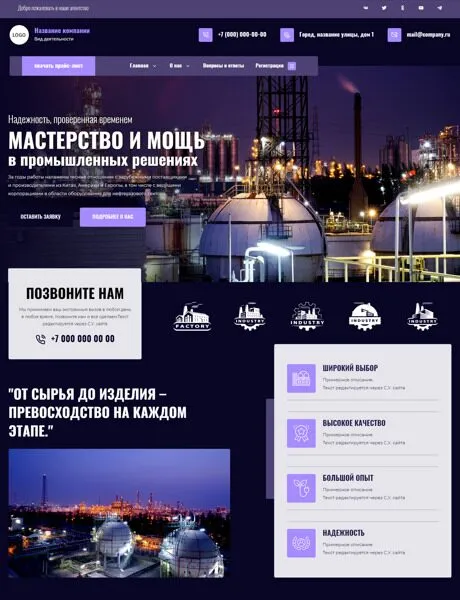 Добро пожаловать в наше агентство
LOGO
Название компании
Вид деятельности
+7 (000) 000-00-00
Город, название улицы, дом 1
mail@company.ru
СКАЧАТЬ ПРАЙС-ЛИСТ
Главная
О нас
Вопросы и ответы
Регистрация
Надежность, проверенная временем
МАСТЕРСТВО И МОЩЬ
в промышленных решениях
За годы работы налажены тесные отношения с зарубежными поставщиками
и производителями из Китая, Америки и Европы, в том числе с ведущими
корпорациями в области оборудования для нефтегазового
ОСТАВИТЬ ЗАЯВКУ
ПОДРОБНЕЕ О НАС
ПОЗВОНИТЕ НАМ
Мы принимаем ваш экстренный вызов в любой день,
в любое время, позвоните нам и все сделаем Текст
редактируется через С.У. сайта
+7 000 000 00 00
FACTORY
INDUSTRY
INDUSTRY
INDUSTRY
INDUSTRY
"ОТ СЫРЬЯ ДО ИЗДЕЛИЯ –
ПРЕВОСХОДСТВО НА КАЖДОМ
ЭТАПЕ."
ШИРОКИЙ ВЫБОР
Примерное описание.
Текст редактируется через С.У. сайта
ВЫСОКОЕ КАЧЕСТВО
Примерное описание
Текст редактируется через С.У. сайта
БОЛЬШОЙ ОПЫТ
Примерное описание.
Текст редактируется через С.У. сайта
НАДЕЖНОСТЬ
Примерное описание.
Текст редактируется через С.У. сайта